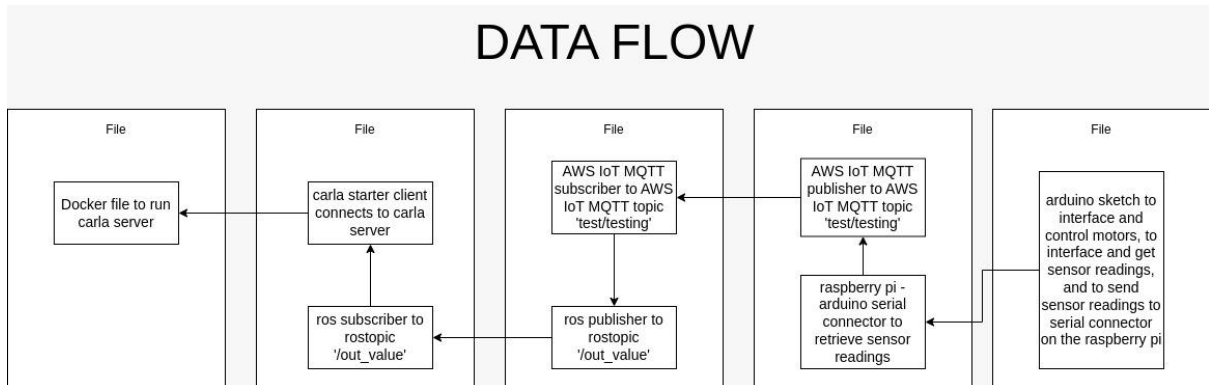 DATA FLOW
File
Docker file to run
carla server
File
carla starter client
connects to carla
server
ros subscriber to
rostopic
'/out_value'
File
AWS IoT MQTT
subscriber to AWS
IoT MQTT topic
'test/testing'
ros publisher to
rostopic
'/out_value'
File
AWS IoT MQTT
publisher to AWS
IoT MQTT topic
'test/testing'
raspberry pi -
arduino serial
connector to
retrieve sensor
readings
File
arduino sketch to
interface and
control motors, to
interface and get
sensor readings,
and to send
sensor readings to
serial connector
on the raspberry pi